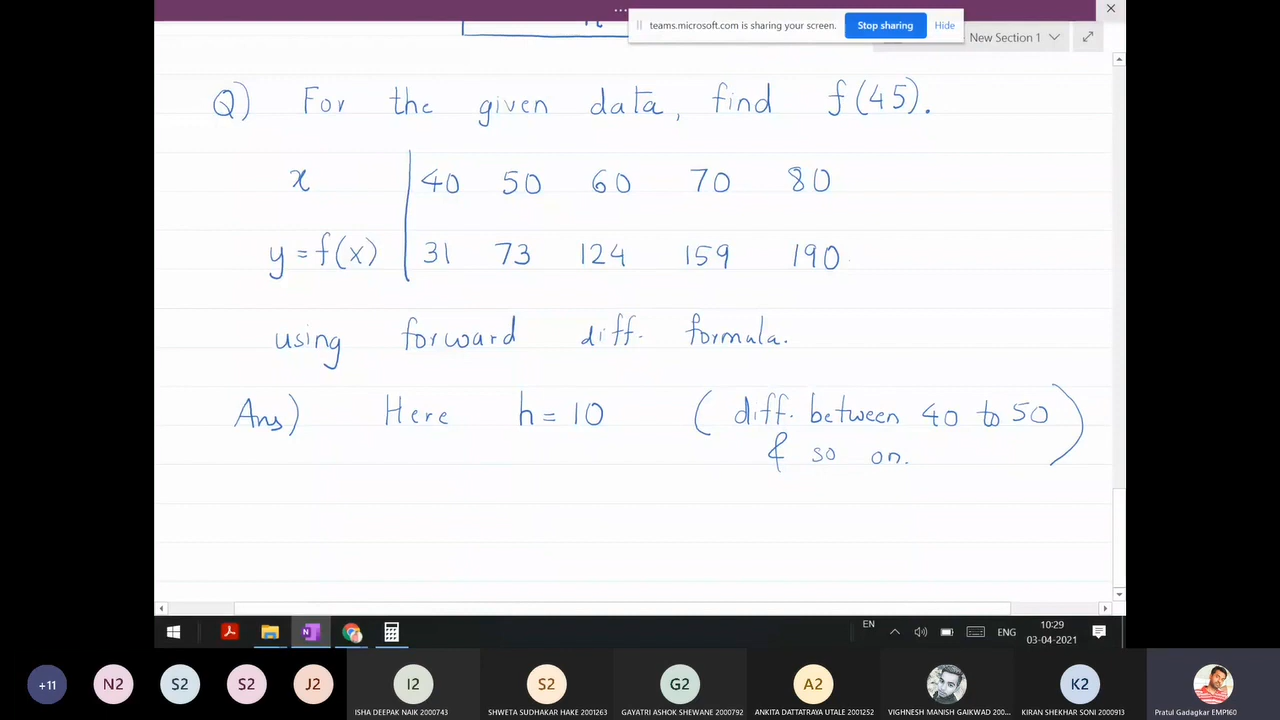 teams.microsoft.com is sharing your screen. Stop sharing Hide
New Section 1
Q) For the given data, find f(45).
x 40 50 60 70 80
y = f(x) 31 73 124 159 190
using forward diff. formula.
Ans) Here h = 10 ( diff. between 40 to 50
& so on. )
EN ENG 10:29
03-04-2021
+11 N2 S2 S2 J2 I2 S2 G2 A2 K2
ISHA DEEPAK NAIK 2000743 SHWETA SUDHAKAR HAKE 2001263 GAYATRI ASHOK SHEWANE 2000792 ANKITA DATTATRAYA UTALE 2001252 VIGHNESH MANISH GAIKWAD 200... KIRAN SHEKHAR SONI 2000913 Pratul Gadagkar EMP160